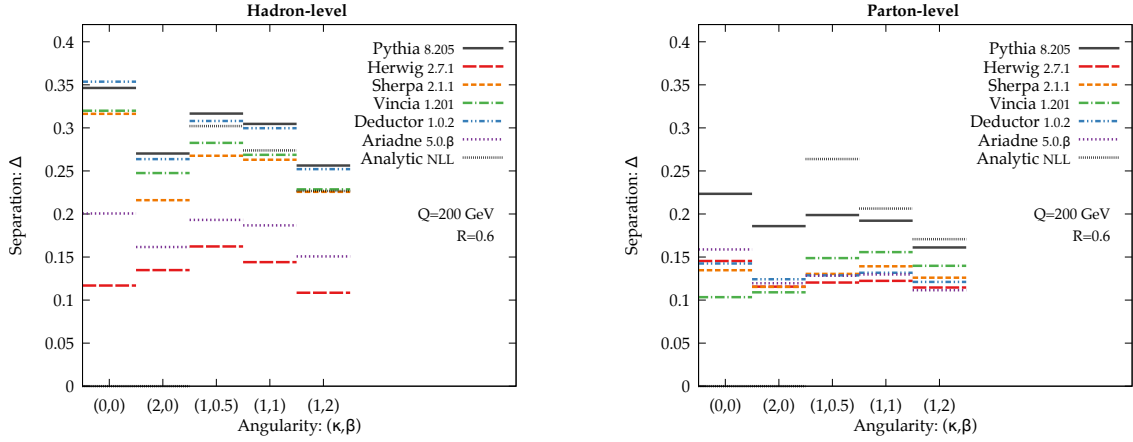 Hadron-level
Separation: Δ
0.4
0.35
0.3
0.25
0.2
0.15
0.1
0.05
0
Pythia 8.205
Herwig 2.7.1
Sherpa 2.1.1
Vincia 1.201
Deductor 1.0.2
Ariadne 5.0.β
Analytic NLL
Q=200 GeV
R=0.6
(0,0) (2,0) (1,0.5) (1,1) (1,2)
Angularity: (κ,β)
Parton-level
Separation: Δ
0.4
0.35
0.3
0.25
0.2
0.15
0.1
0.05
0
Pythia 8.205
Herwig 2.7.1
Sherpa 2.1.1
Vincia 1.201
Deductor 1.0.2
Ariadne 5.0.β
Analytic NLL
Q=200 GeV
R=0.6
(0,0) (2,0) (1,0.5) (1,1) (1,2)
Angularity: (κ,β)